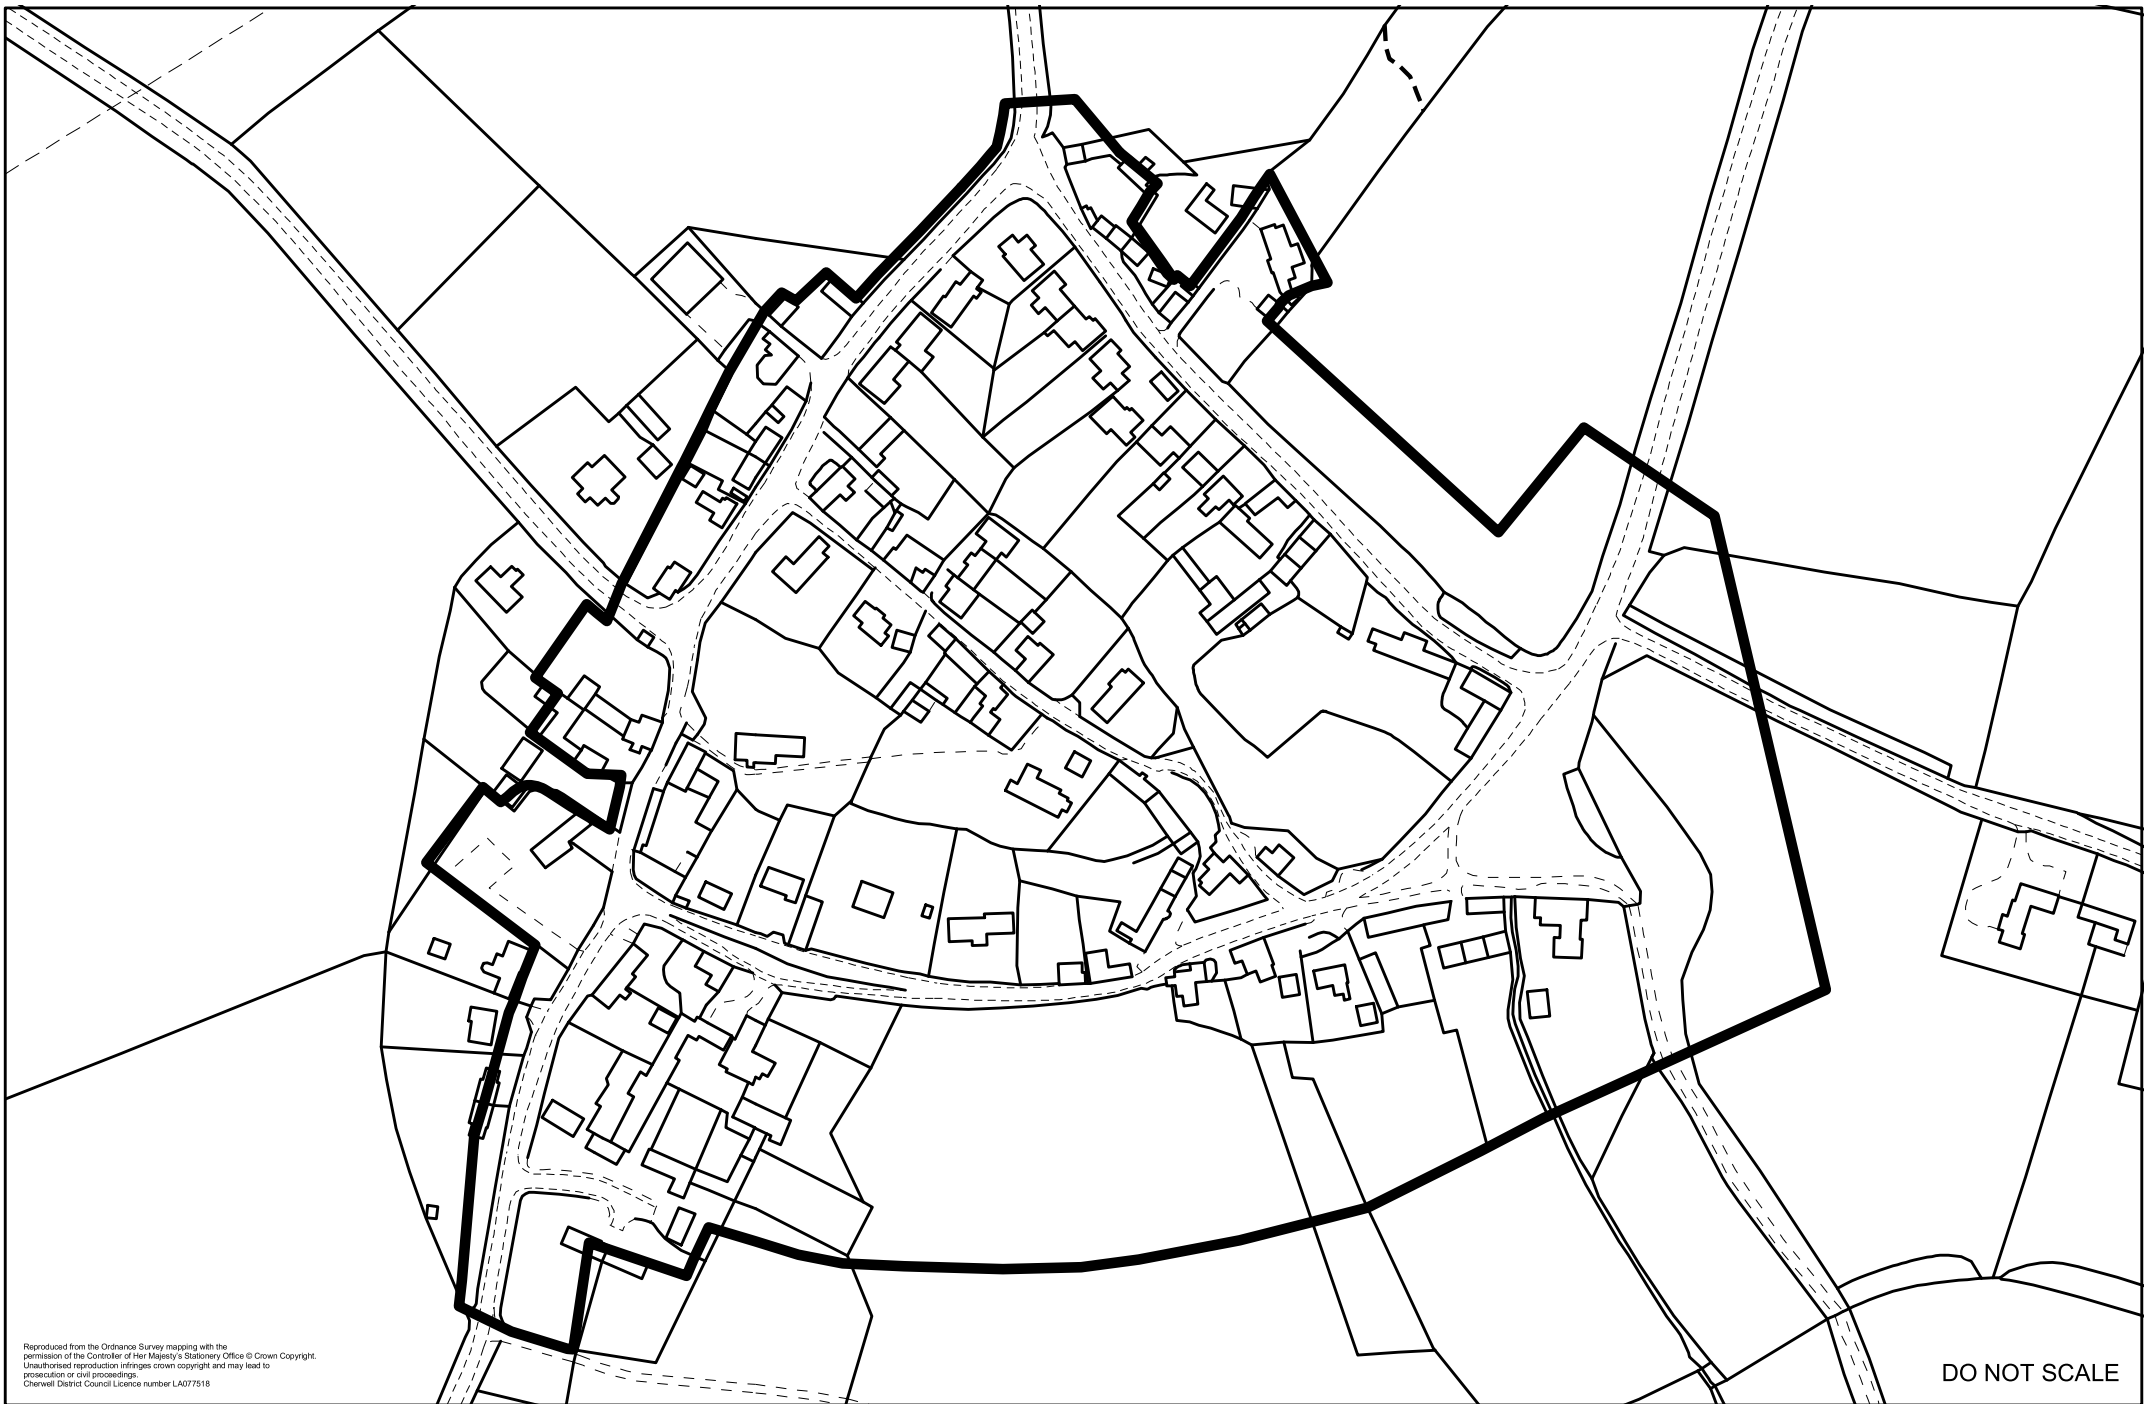 Reproduced from the Ordnance Survey mapping with the
permission of the Controller of Her Majesty's Stationery Office © Crown Copyright.
Unauthorised reproduction infringes crown copyright and may lead to
prosecution or civil proceedings.
Cherwell District Council Licence number LA077518
DO NOT SCALE